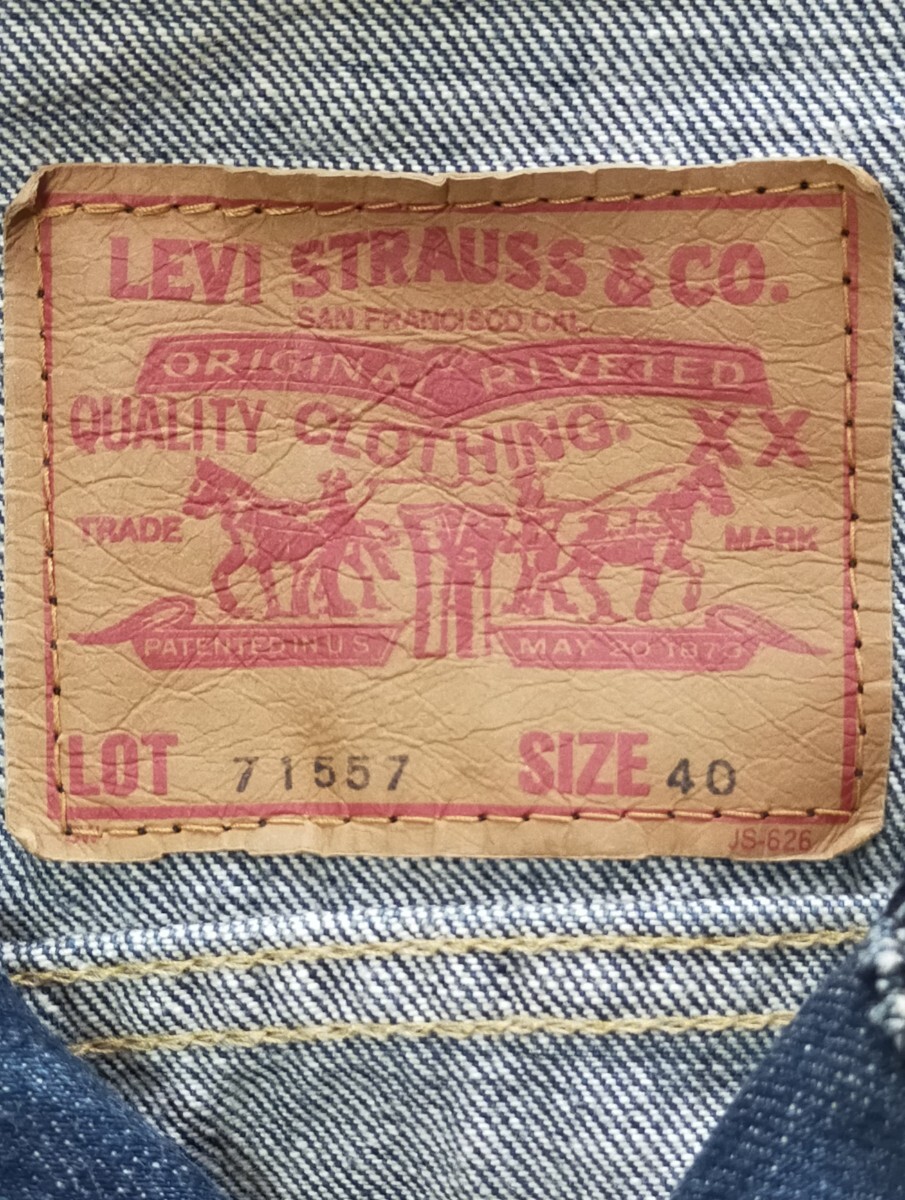 LEVI STRAUSS & CO.
SAN FRANCISCO CAL.
ORIGINAL RIVETED
QUALITY CLOTHING. XX
TRADE MARK
PATENTED IN U S MAY 20 1873
LOT 71557 SIZE 40
JS-626